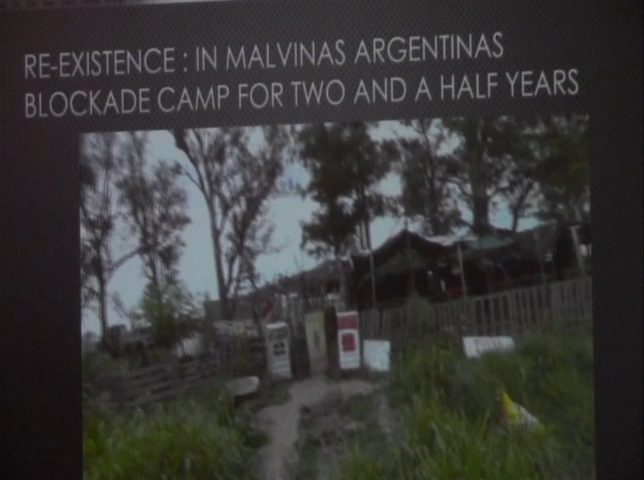 RE-EXISTENCE : IN MALVINAS ARGENTINAS
BLOCKADE CAMP FOR TWO AND A HALF YEARS